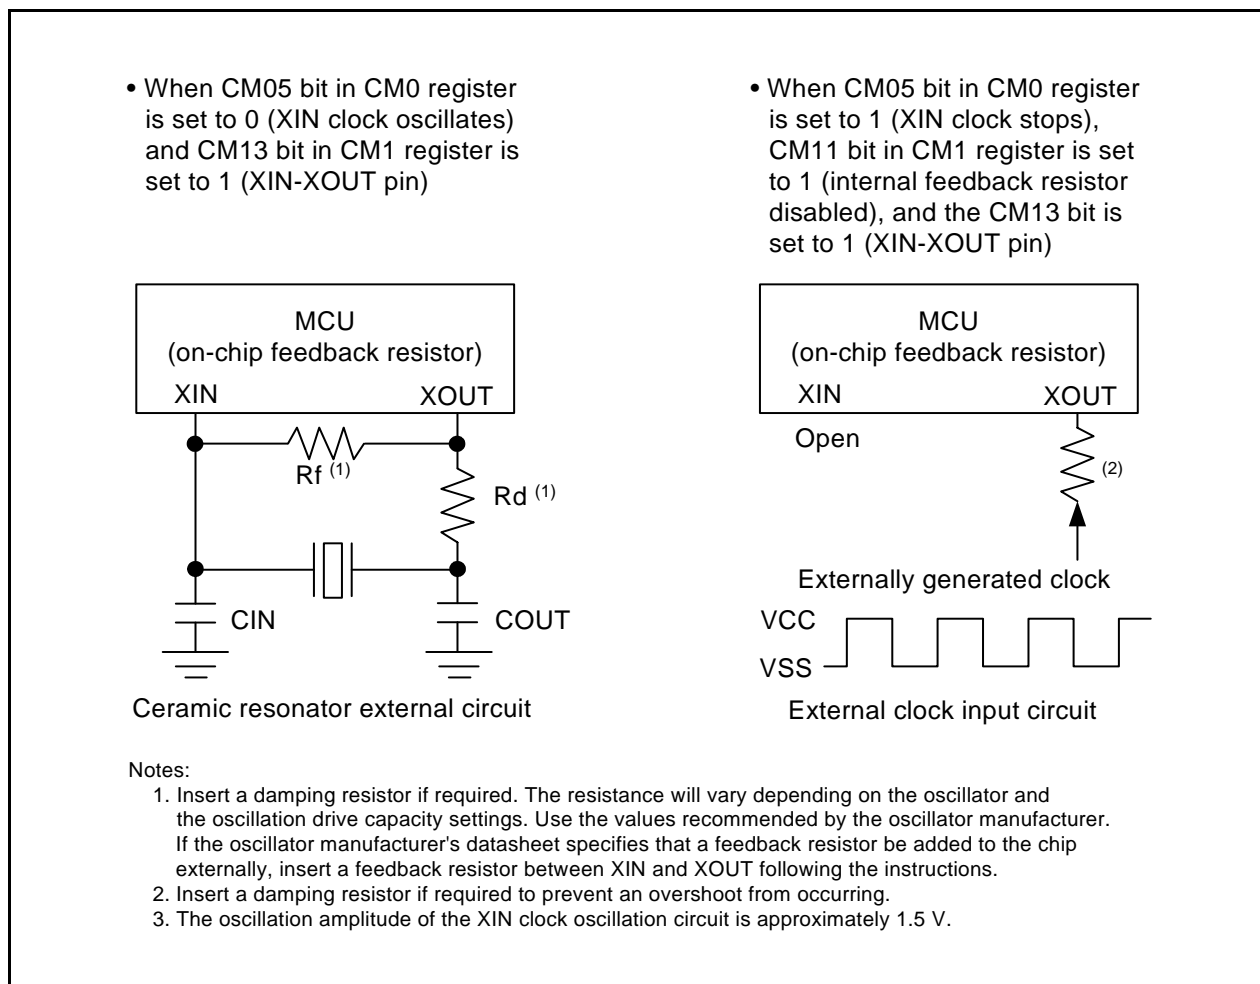 • When CM05 bit in CM0 register
is set to 0 (XIN clock oscillates)
and CM13 bit in CM1 register is
set to 1 (XIN-XOUT pin)
MCU
(on-chip feedback resistor)
XIN
XOUT
Rf (1)
Rd (1)
CIN
COUT
Ceramic resonator external circuit
• When CM05 bit in CM0 register
is set to 1 (XIN clock stops),
CM11 bit in CM1 register is set
to 1 (internal feedback resistor
disabled), and the CM13 bit is
set to 1 (XIN-XOUT pin)
MCU
(on-chip feedback resistor)
XIN
XOUT
Open
(2)
Externally generated clock
VCC
VSS
External clock input circuit
Notes:
1. Insert a damping resistor if required. The resistance will vary depending on the oscillator and
the oscillation drive capacity settings. Use the values recommended by the oscillator manufacturer.
If the oscillator manufacturer's datasheet specifies that a feedback resistor be added to the chip
externally, insert a feedback resistor between XIN and XOUT following the instructions.
2. Insert a damping resistor if required to prevent an overshoot from occurring.
3. The oscillation amplitude of the XIN clock oscillation circuit is approximately 1.5 V.